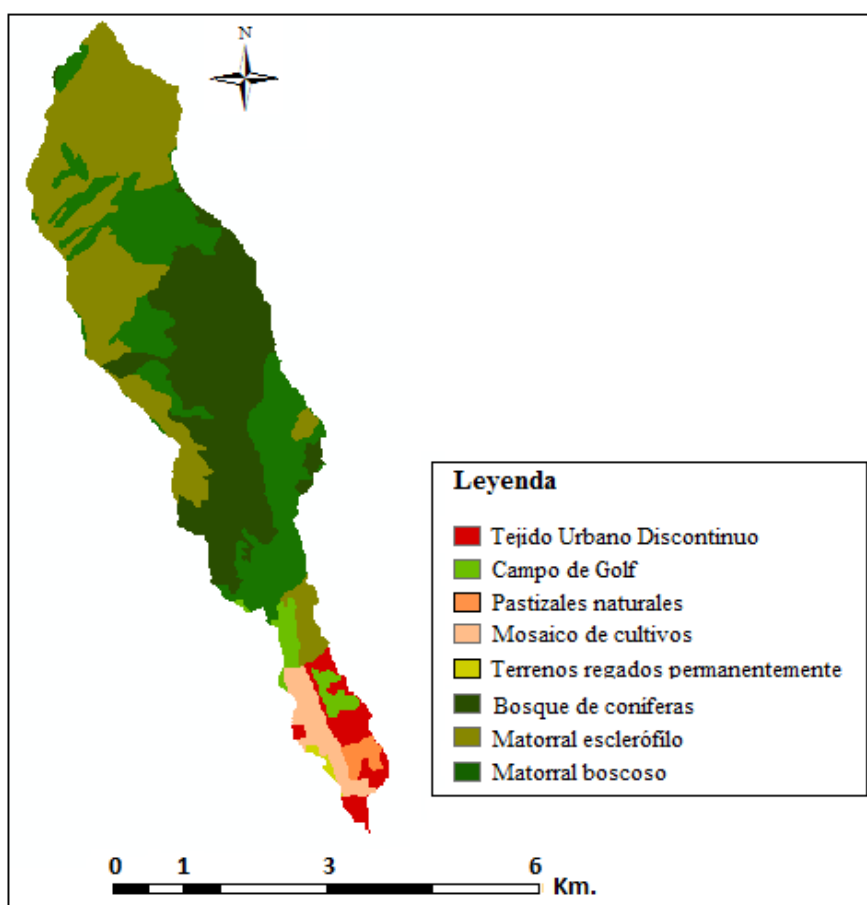 N
Leyenda
Tejido Urbano Discontinuo
Campo de Golf
Pastizales naturales
Mosaico de cultivos
Terrenos regados permanentemente
Bosque de coníferas
Matorral esclerófilo
Matorral boscoso
0 1 3 6
Km.